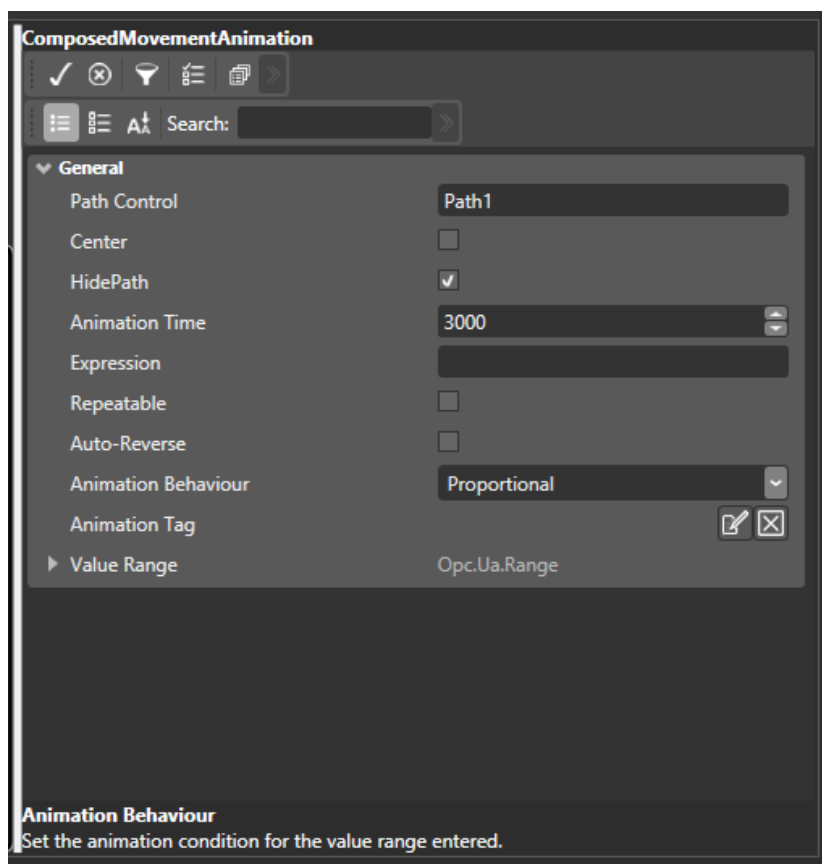 ComposedMovementAnimation
Search:
General
Path Control Path1
Center
HidePath
Animation Time 3000
Expression
Repeatable
Auto-Reverse
Animation Behaviour Proportional
Animation Tag
Value Range Opc.Ua.Range
Animation Behaviour
Set the animation condition for the value range entered.